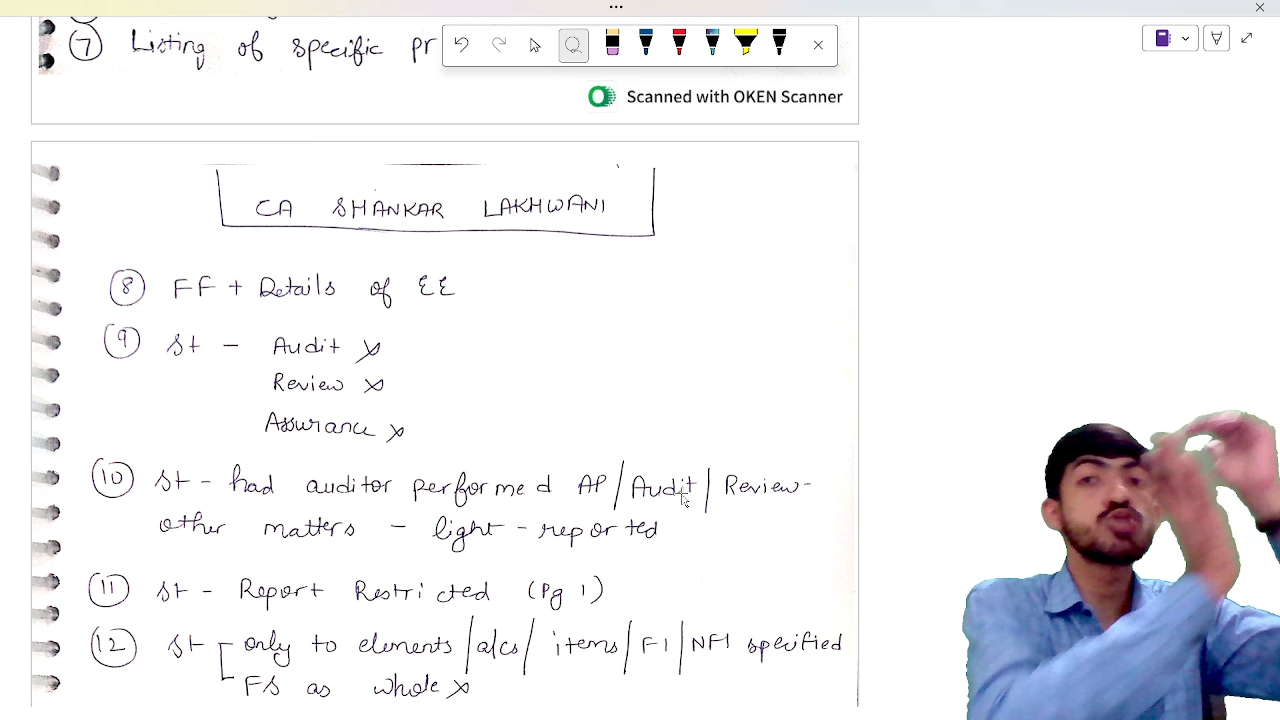 7 Listing of specific pr
Scanned with OKEN Scanner
CA SHANKAR LAKHWANI
8 FF + Details of EE
9 St - Audit x
Review x
Assurance x
10 St - had auditor performed AP / Audit / Review -
other matters - light - reported
11 St - Report Restricted (Pg 1)
12 St only to elements / a/cs / items / FI / NFI specified
FS as whole x